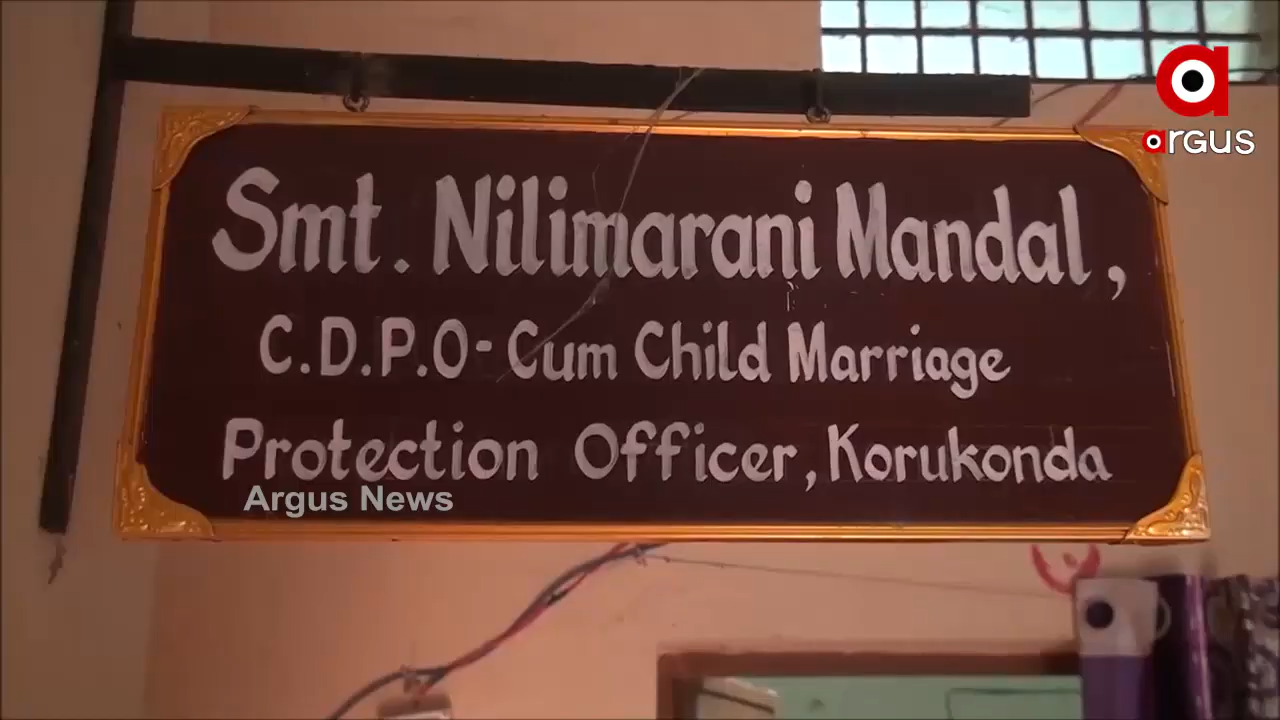 argus
Smt. Nilimarani Mandal,
C.D.P.O-Cum Child Marriage
Protection Officer, Korukonda
Argus News